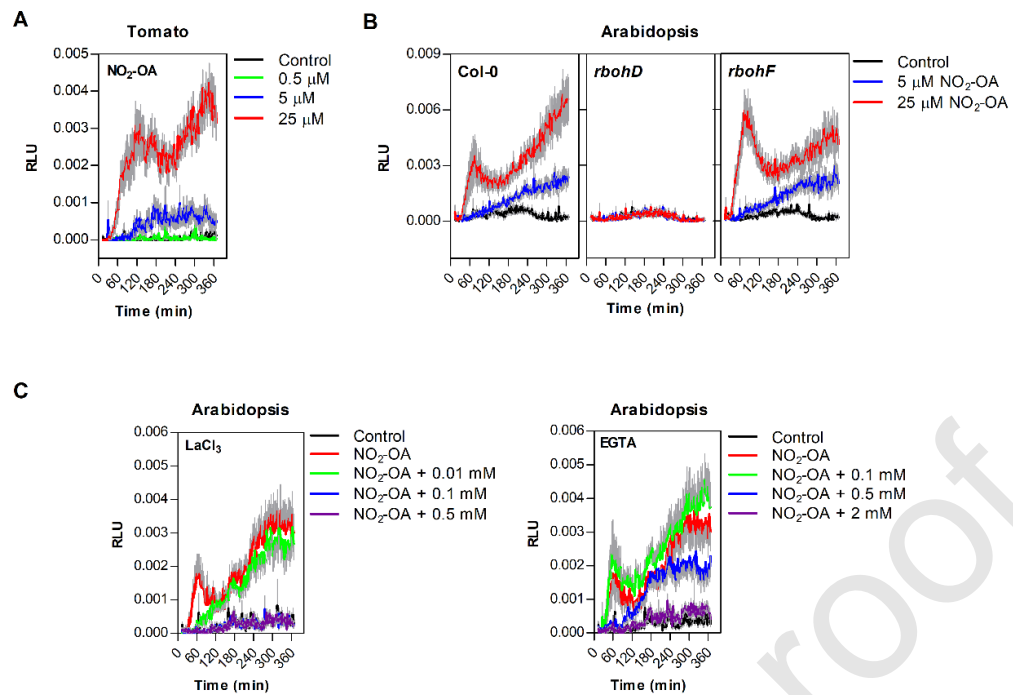 A
Tomato
NO₂-OA
Control
0.5 μM
5 μM
25 μM
RLU
0.005
0.004
0.003
0.002
0.001
0.000
0 60 120 180 240 300 360
Time (min)
B
Arabidopsis
Col-0
rbohD
rbohF
Control
5 μM NO₂-OA
25 μM NO₂-OA
RLU
0.009
0.006
0.003
0.000
0 60 120 180 240 300 360
0 60 120 180 240 300 360
0 60 120 180 240 300 360
Time (min)
C
Arabidopsis
LaCl₃
Control
NO₂-OA
NO₂-OA + 0.01 mM
NO₂-OA + 0.1 mM
NO₂-OA + 0.5 mM
RLU
0.006
0.005
0.004
0.003
0.002
0.001
0.000
0 60 120 180 240 300 360
Time (min)
Arabidopsis
EGTA
Control
NO₂-OA
NO₂-OA + 0.1 mM
NO₂-OA + 0.5 mM
NO₂-OA + 2 mM
RLU
0.006
0.005
0.004
0.003
0.002
0.001
0.000
0 60 120 180 240 300 360
Time (min)
roof